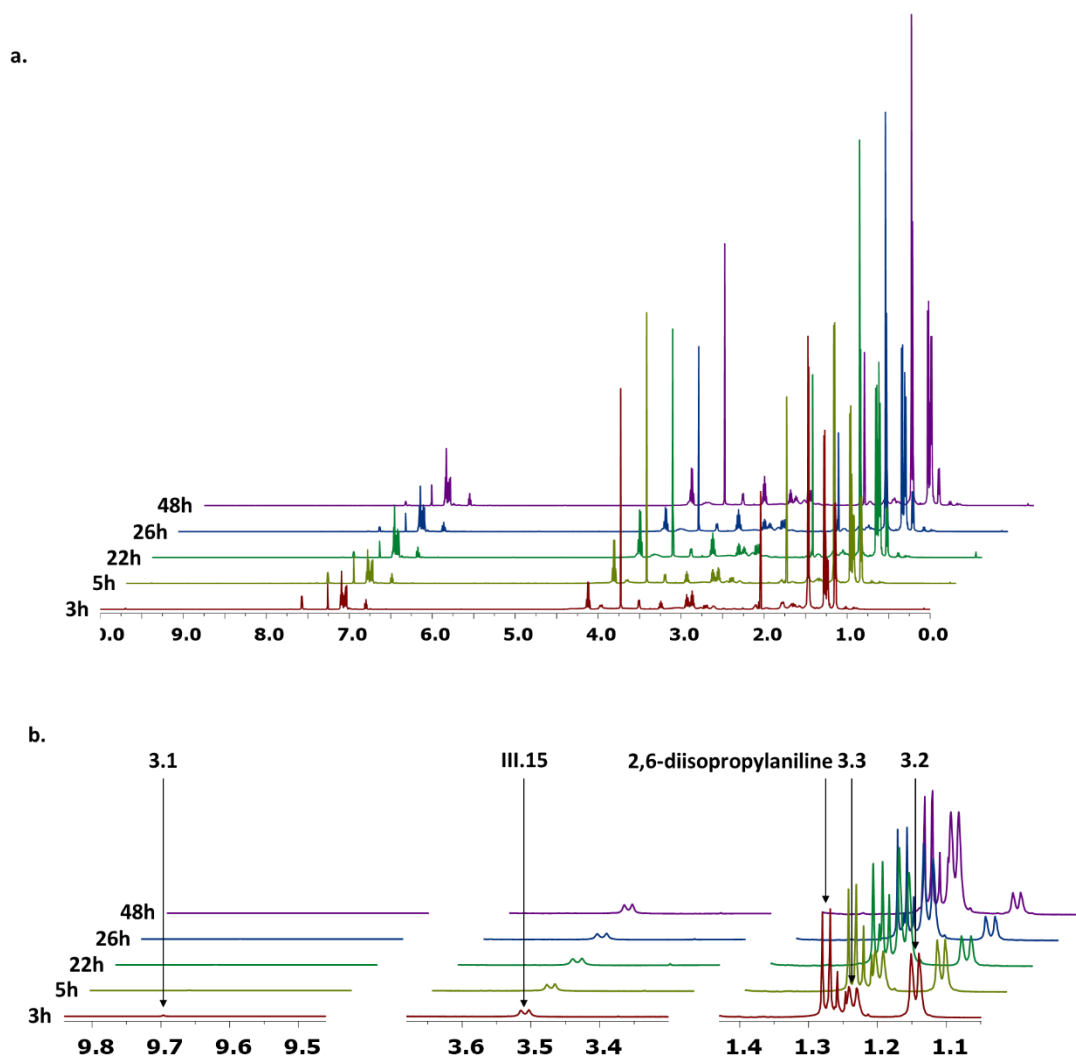 a.
48h
26h
22h
5h
3h
0.0 9.0 8.0 7.0 6.0 5.0 4.0 3.0 2.0 1.0 0.0
b.
3.1 III.15 2,6-diisopropylaniline 3.3 3.2
48h
26h
22h
5h
3h
9.8 9.7 9.6 9.5 3.6 3.5 3.4 1.4 1.3 1.2 1.1